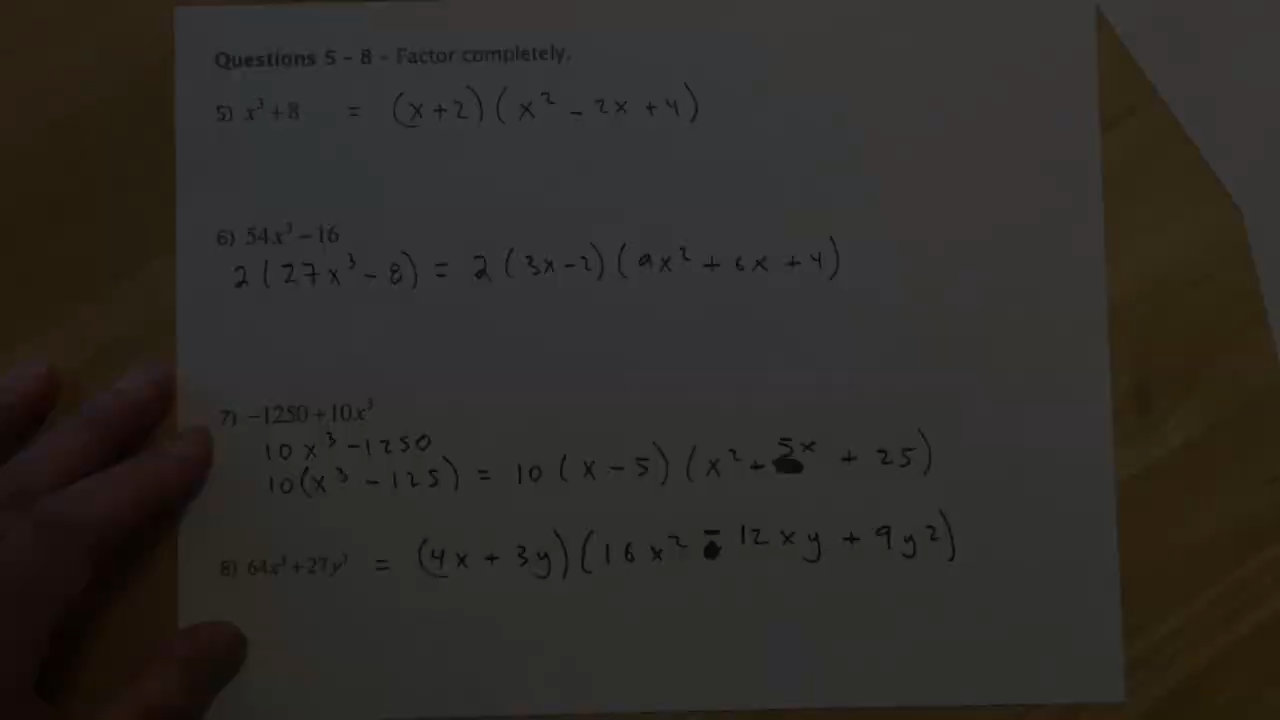 Questions 5 - 8 - Factor completely.
5) x³ + 8 = (x + 2)(x² - 2x + 4)
6) 54x³ - 16
2(27x³ - 8) = 2(3x - 2)(9x² + 6x + 4)
7) -1250 + 10x³
10x³ - 1250
10(x³ - 125) = 10(x - 5)(x² + 5x + 25)
8) 64x³ + 27y³ = (4x + 3y)(16x² - 12xy + 9y²)